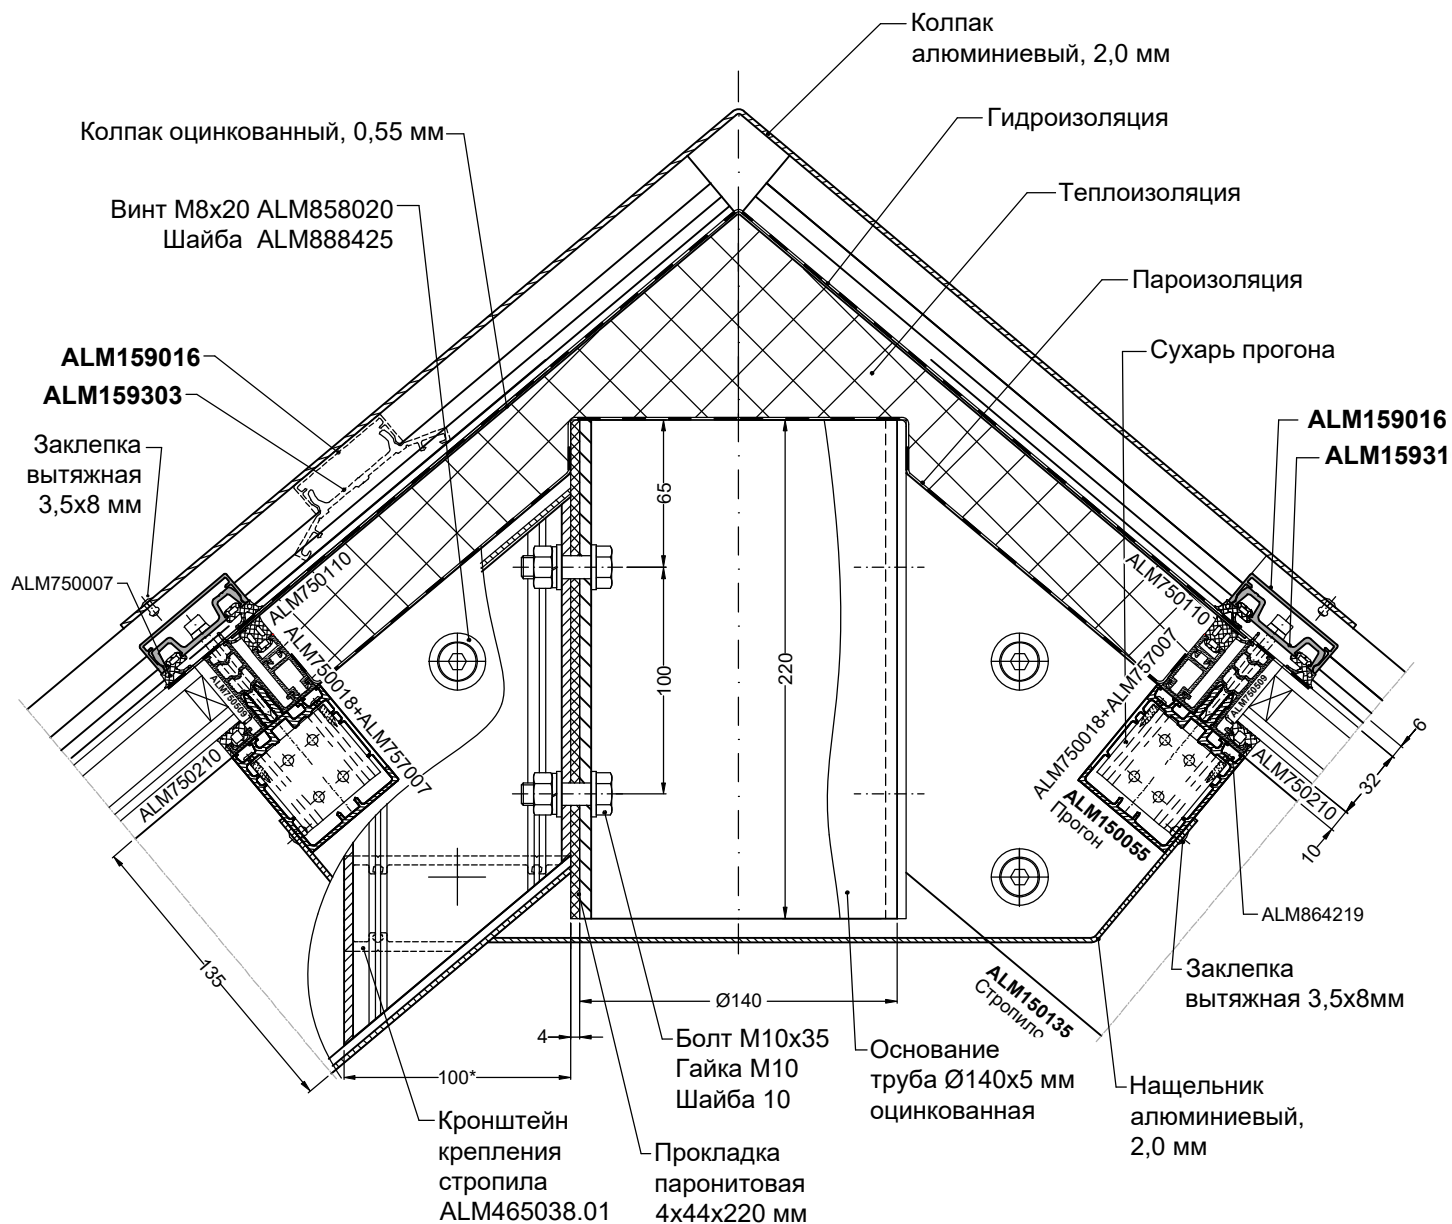 Колпак
алюминиевый, 2,0 мм
Колпак оцинкованный, 0,55 мм
Гидроизоляция
Винт М8х20 ALM858020
Шайба ALM888425
Теплоизоляция
Пароизоляция
Сухарь прогона
ALM159016
ALM159303
Заклепка
вытяжная
3,5х8 мм
ALM750007
ALM159016
ALM15931
ALM750110
ALM750018+ALM757007
ALM750509
ALM750210
65
100
220
ALM750110
ALM750018+ALM757007
ALM750509
ALM750210
ALM150055
Прогон
6
32
10
ALM864219
Заклепка
вытяжная 3,5х8мм
135
ALM150135
Стропило
Ø140
4
100*
Болт М10х35
Гайка М10
Шайба 10
Основание
труба Ø140х5 мм
оцинкованная
Нащельник
алюминиевый,
2,0 мм
Кронштейн
крепления
стропила
ALM465038.01
Прокладка
паронитовая
4х44х220 мм